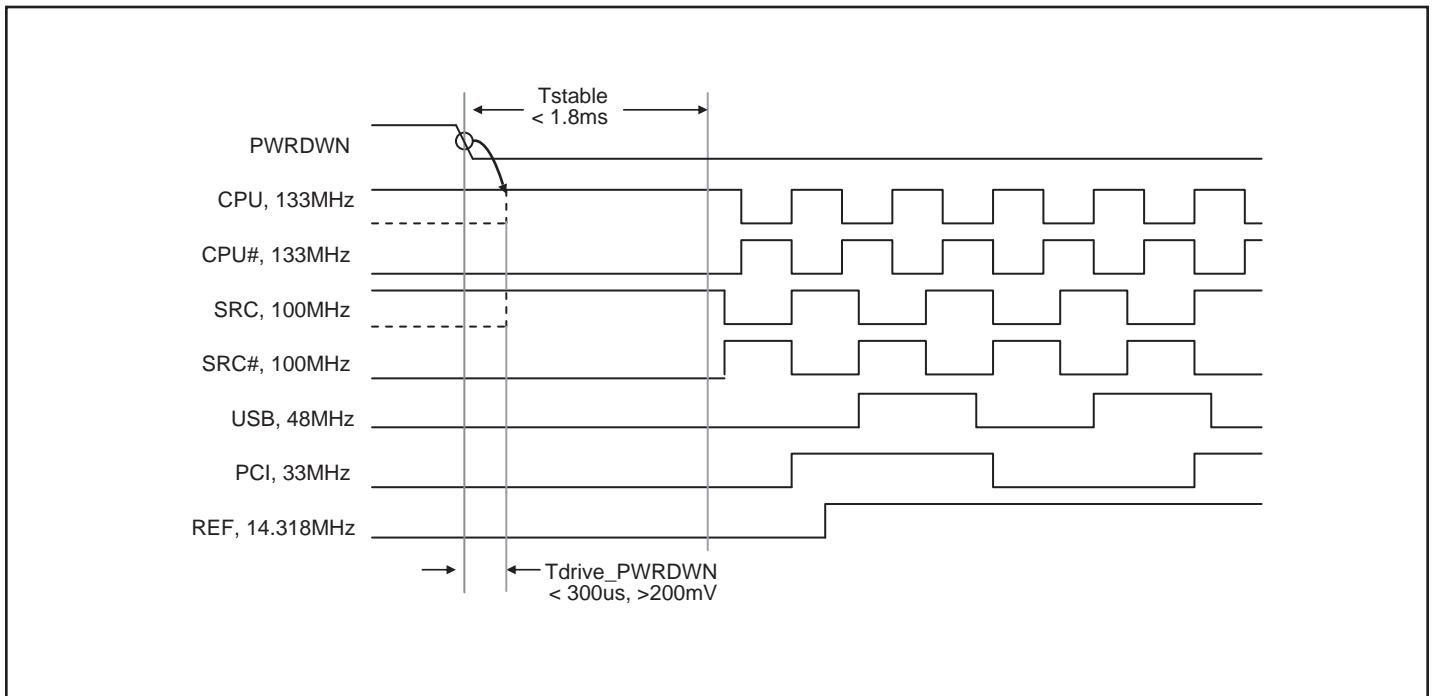 Tstable
< 1.8ms
PWRDWN
CPU, 133MHz
CPU#, 133MHz
SRC, 100MHz
SRC#, 100MHz
USB, 48MHz
PCI, 33MHz
REF, 14.318MHz
Tdrive_PWRDWN
< 300us, >200mV